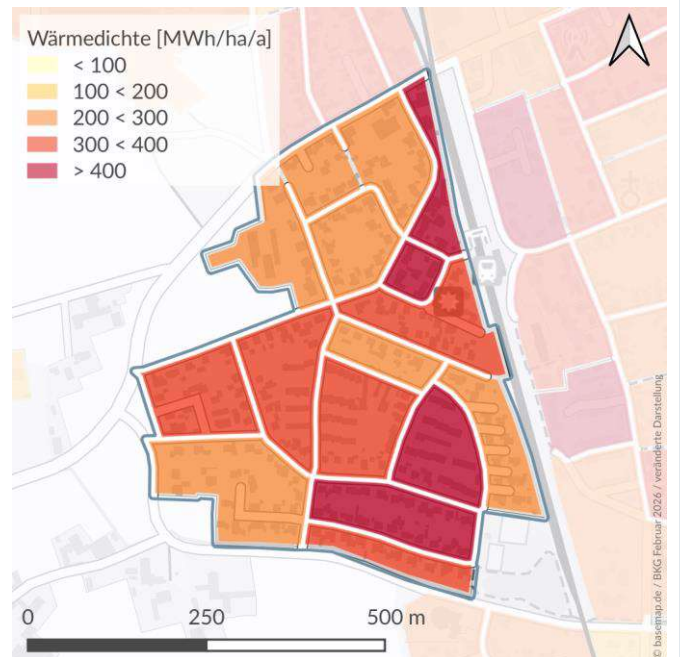 Wärmedichte [MWh/ha/a]
< 100
100 < 200
200 < 300
300 < 400
> 400
0 250 500 m
© basemap.de / BKG Februar 2026 / veränderte Darstellung